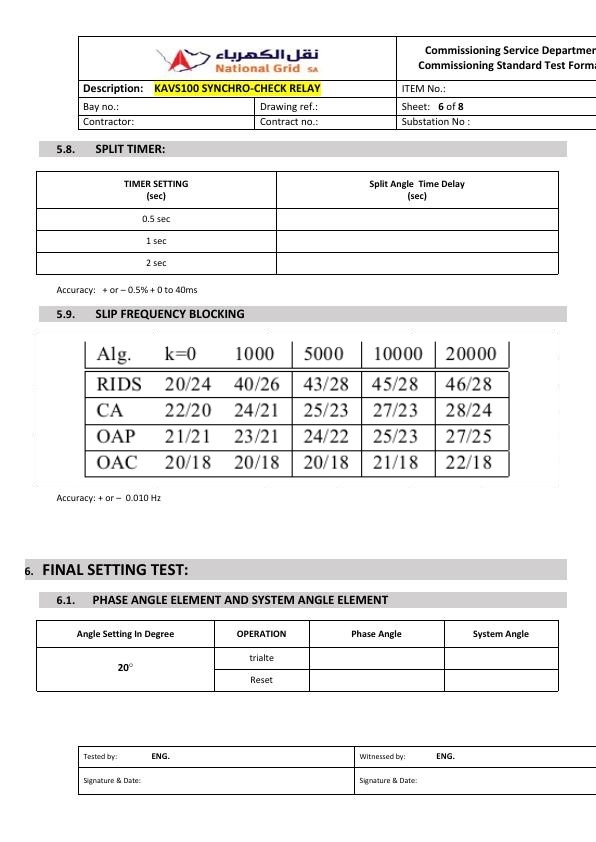 نقل الكهرباء
National Grid SA
Commissioning Service Departmen
Commissioning Standard Test Forma
Description: KAVS100 SYNCHRO-CHECK RELAY
ITEM No.:
Bay no.:
Drawing ref.:
Sheet: 6 of 8
Contractor:
Contract no.:
Substation No :
5.8. SPLIT TIMER:
TIMER SETTING
(sec)
Split Angle Time Delay
(sec)
0.5 sec
1 sec
2 sec
Accuracy: + or – 0.5% + 0 to 40ms
5.9. SLIP FREQUENCY BLOCKING
Alg. k=0 1000 5000 10000 20000
RIDS 20/24 40/26 43/28 45/28 46/28
CA 22/20 24/21 25/23 27/23 28/24
OAP 21/21 23/21 24/22 25/23 27/25
OAC 20/18 20/18 20/18 21/18 22/18
Accuracy: + or – 0.010 Hz
6. FINAL SETTING TEST:
6.1. PHASE ANGLE ELEMENT AND SYSTEM ANGLE ELEMENT
Angle Setting In Degree OPERATION Phase Angle System Angle
20°
trialte
Reset
Tested by: ENG.
Witnessed by: ENG.
Signature & Date:
Signature & Date: